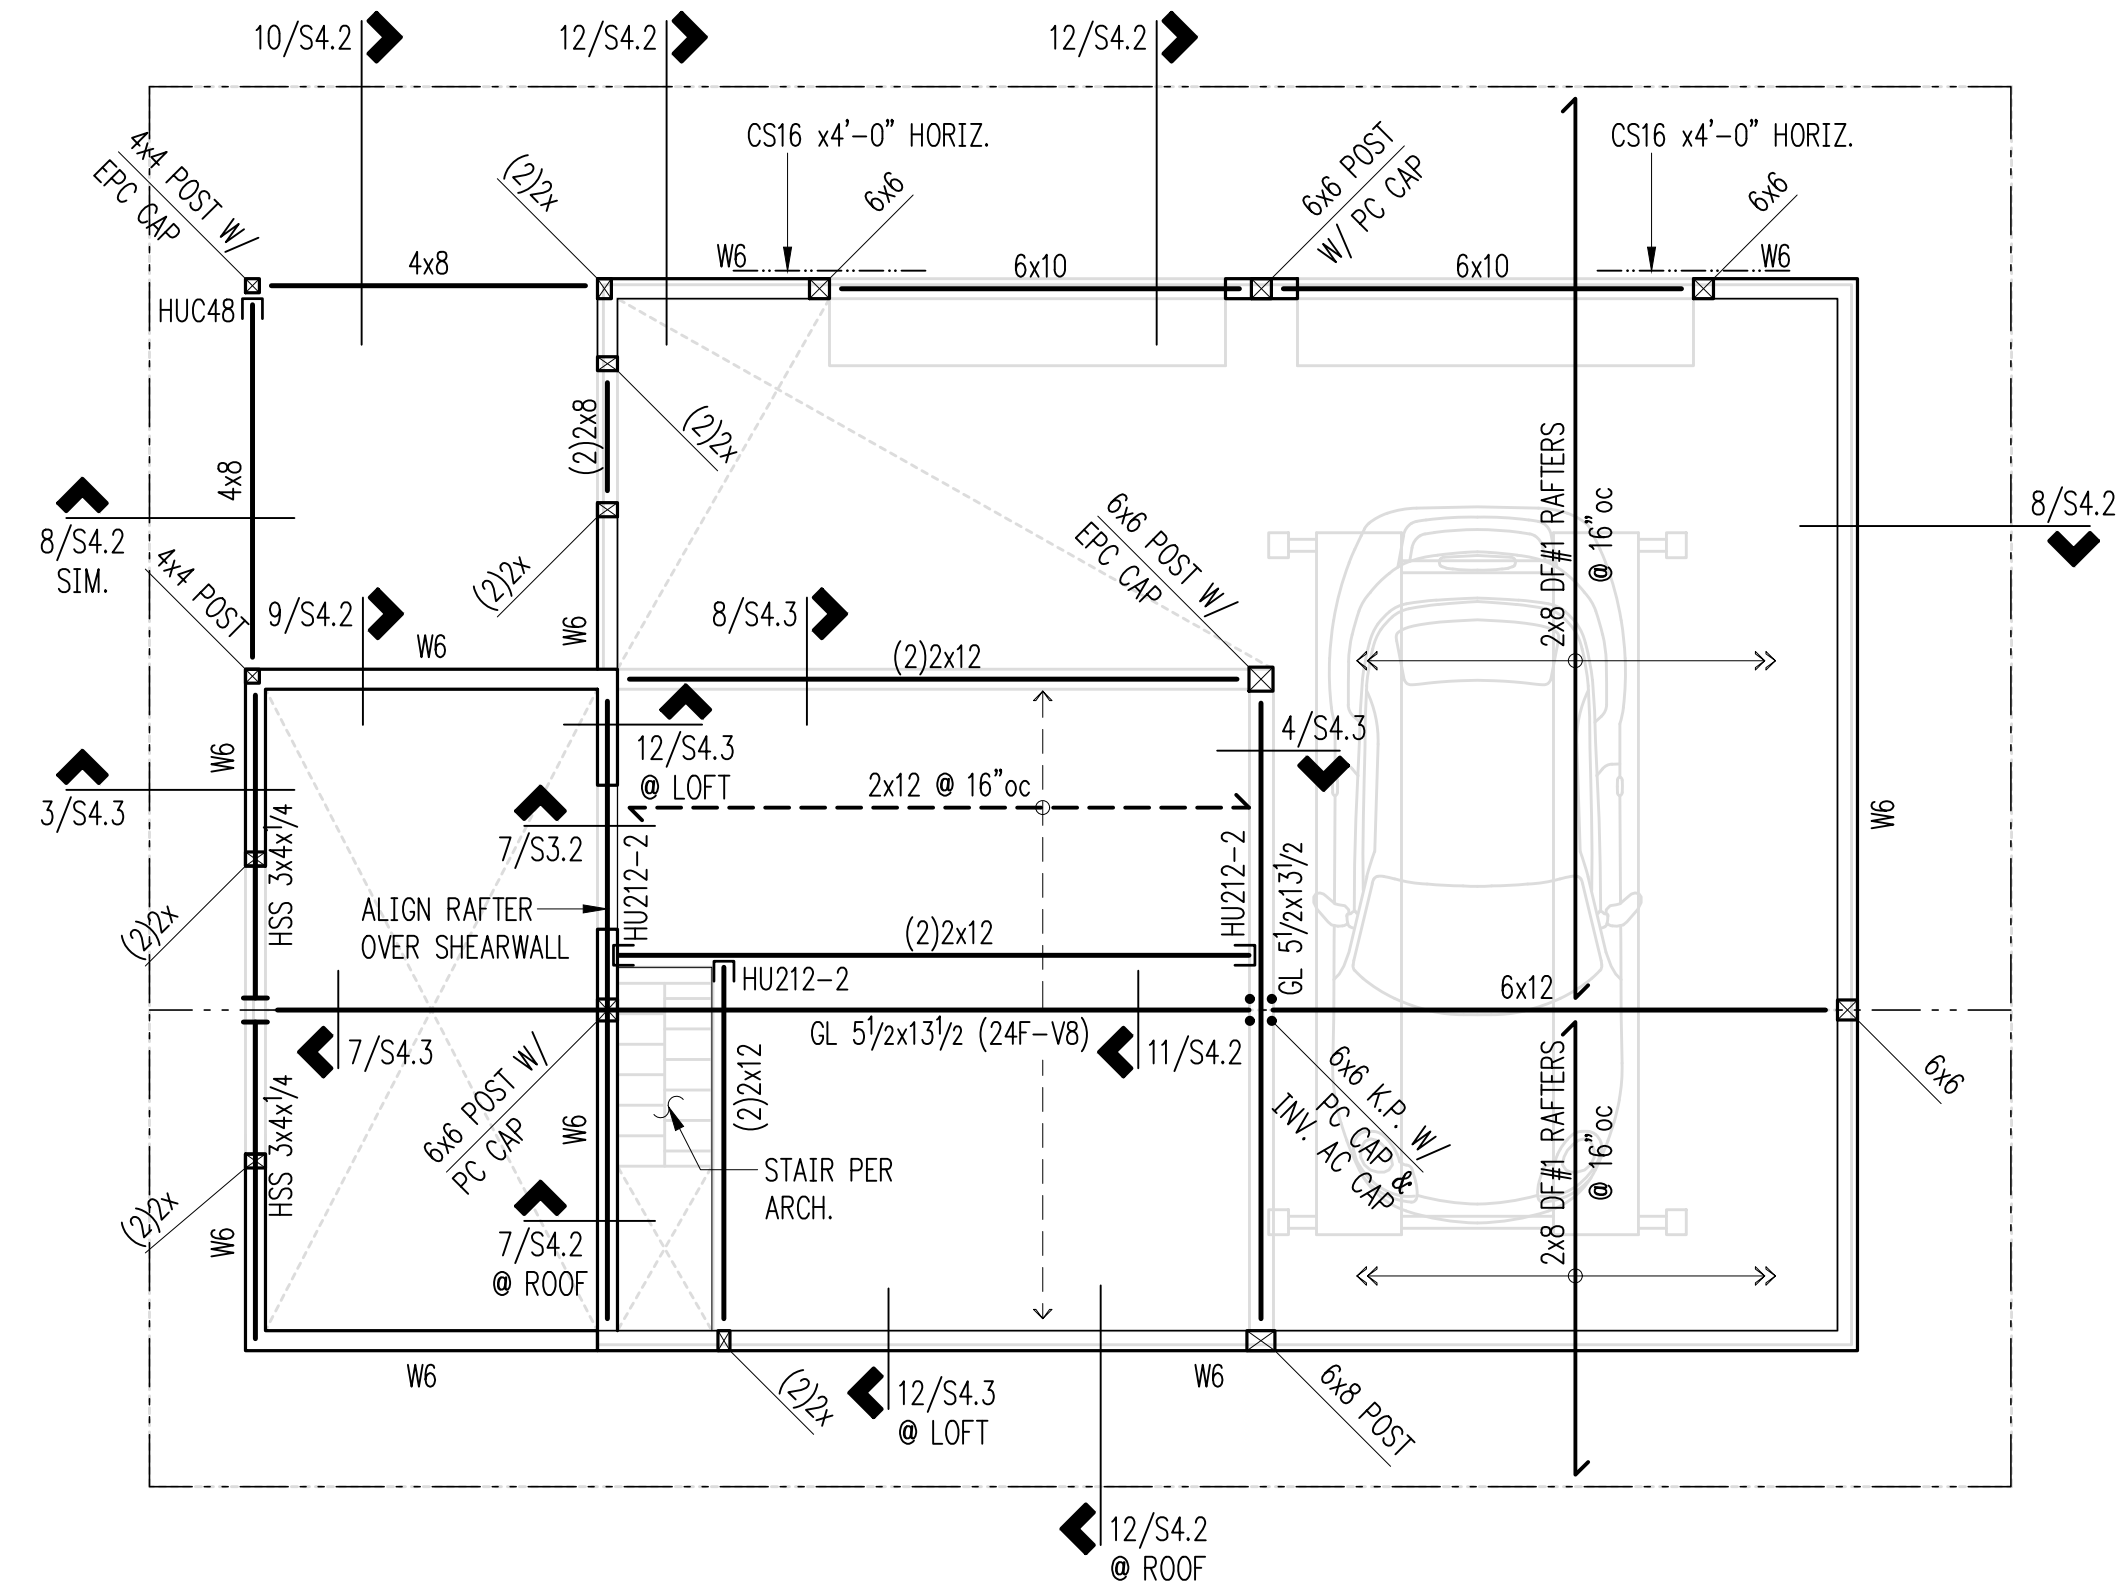 10/S4.2
12/S4.2
12/S4.2
CS16 x4'-0" HORIZ.
CS16 x4'-0" HORIZ.
4x4 POST W/
EPC CAP
(2)2x
6x6
6x6 POST
W/ PC CAP
6x6
4x8
W6
6x10
6x10
W6
HUC48
4x8
(2)2x8
(2)2x
2x8 DF#1 RAFTERS
@ 16"oc
8/S4.2
SIM.
8/S4.2
4x4 POST
(2)2x
6x6 POST W/
EPC CAP
9/S4.2
W6
W6
8/S4.3
(2)2x12
W6
12/S4.3
@ LOFT
4/S4.3
3/S4.3
HSS 3x4x1/4
7/S3.2
2x12 @ 16"oc
HU212-2
HU212-2
GL 51/2x131/2
W6
(2)2x
ALIGN RAFTER
OVER SHEARWALL
(2)2x12
HU212-2
6x12
7/S4.3
GL 51/2x131/2 (24F-V8)
11/S4.2
6x6 POST W/
PC CAP
W6
(2)2x12
6x6 K.P. W/
PC CAP &
INV. AC CAP
6x6
HSS 3x4x1/4
2x8 DF#1 RAFTERS
@ 16"oc
STAIR PER
ARCH.
(2)2x
W6
7/S4.2
@ ROOF
W6
(2)2x
12/S4.3
@ LOFT
W6
6x8 POST
12/S4.2
@ ROOF